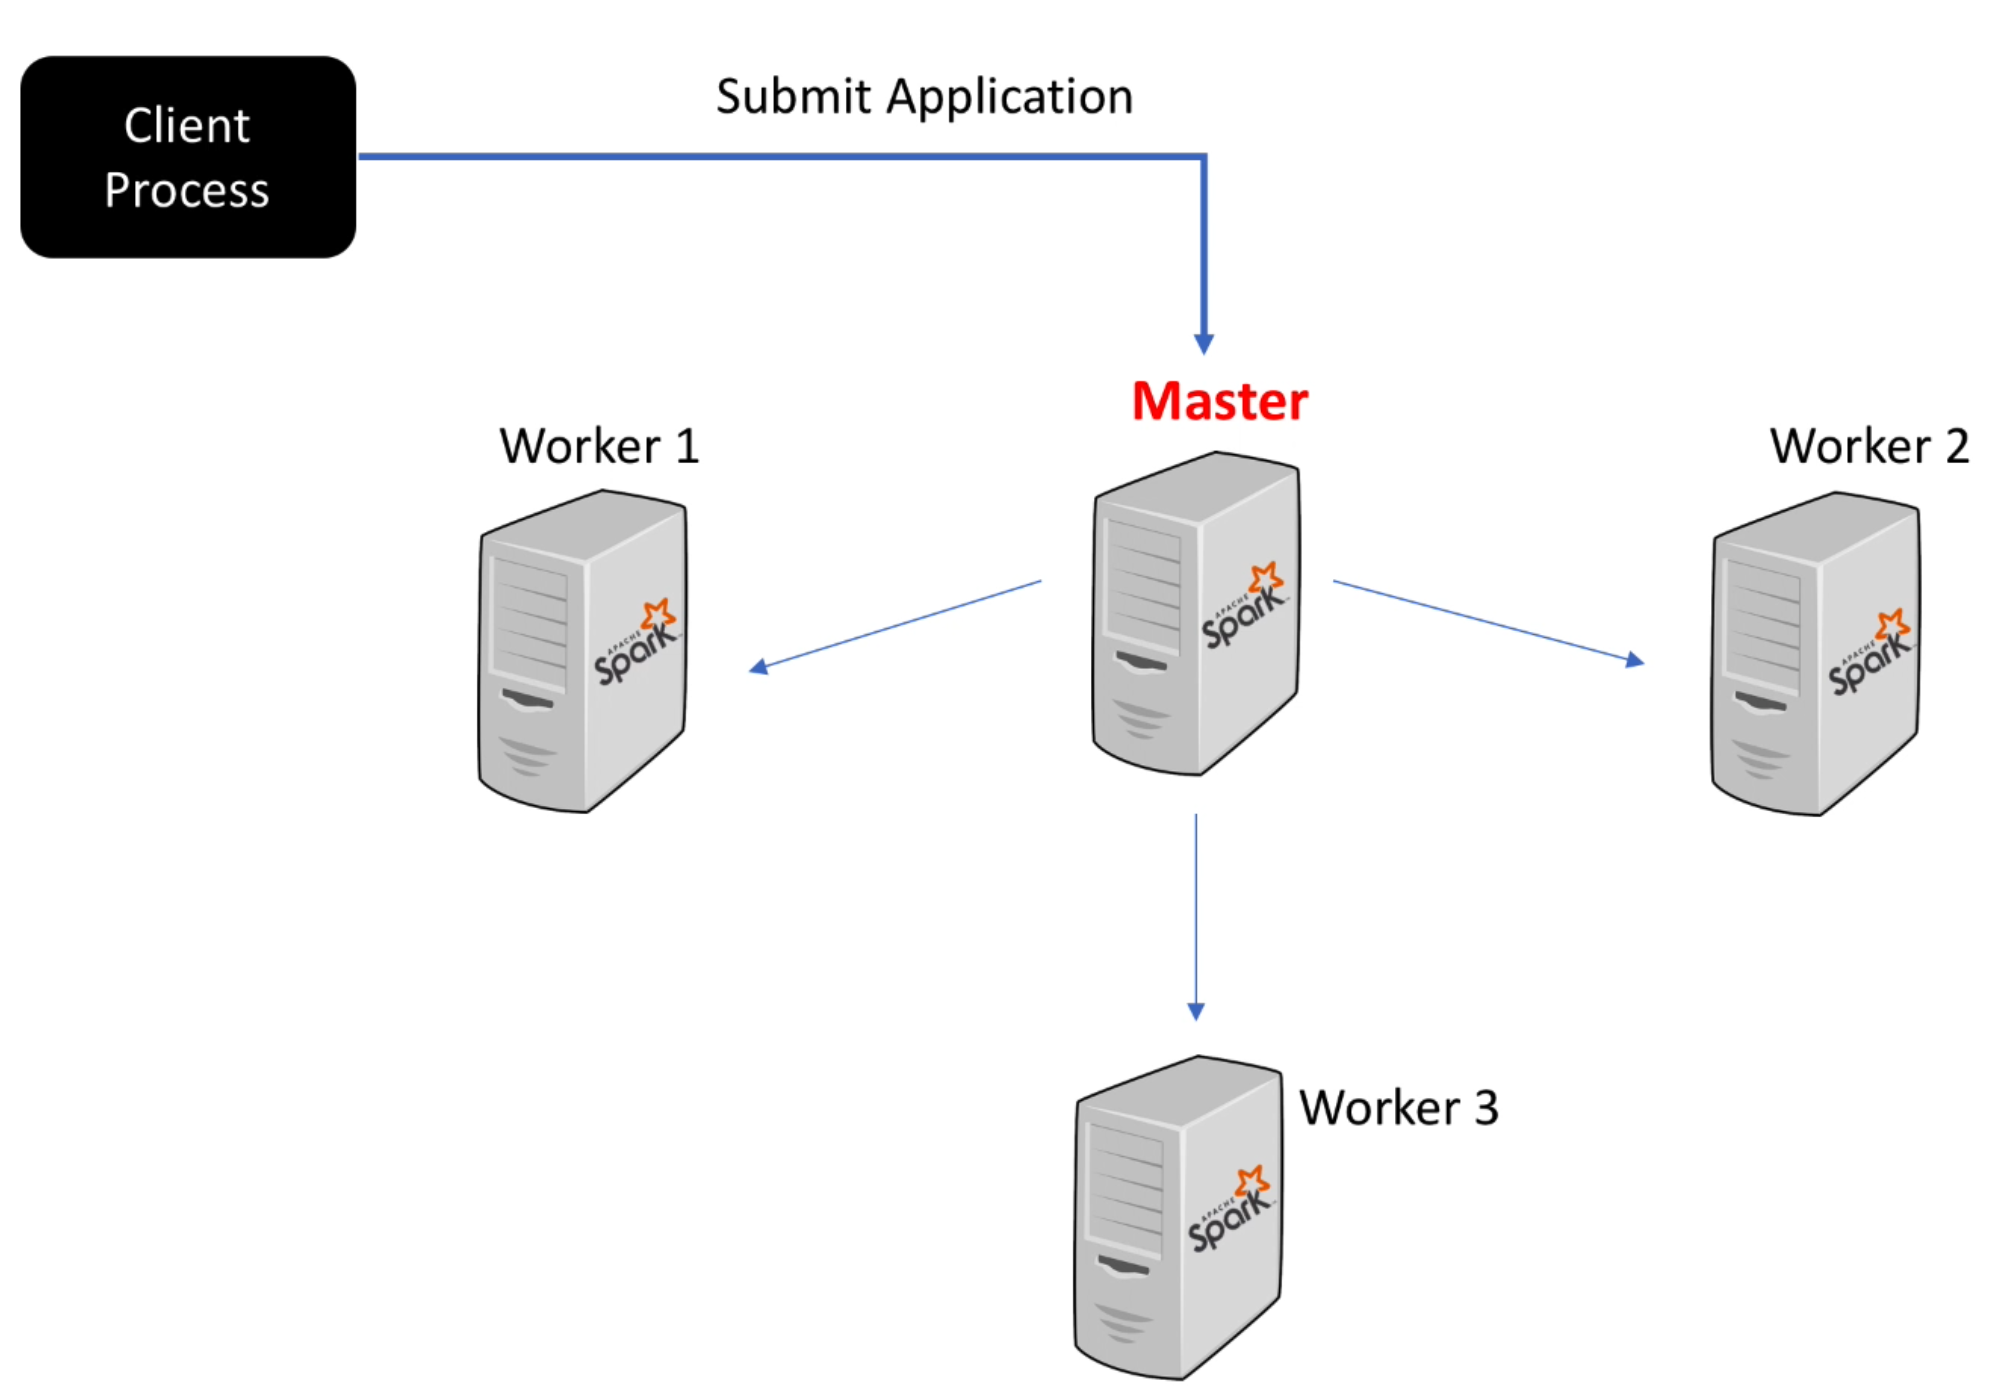 Client
Process
Submit Application
Master
Worker 1
Worker 2
APACHE
Spark
APACHE
Spark
APACHE
Spark
Worker 3
APACHE
Spark